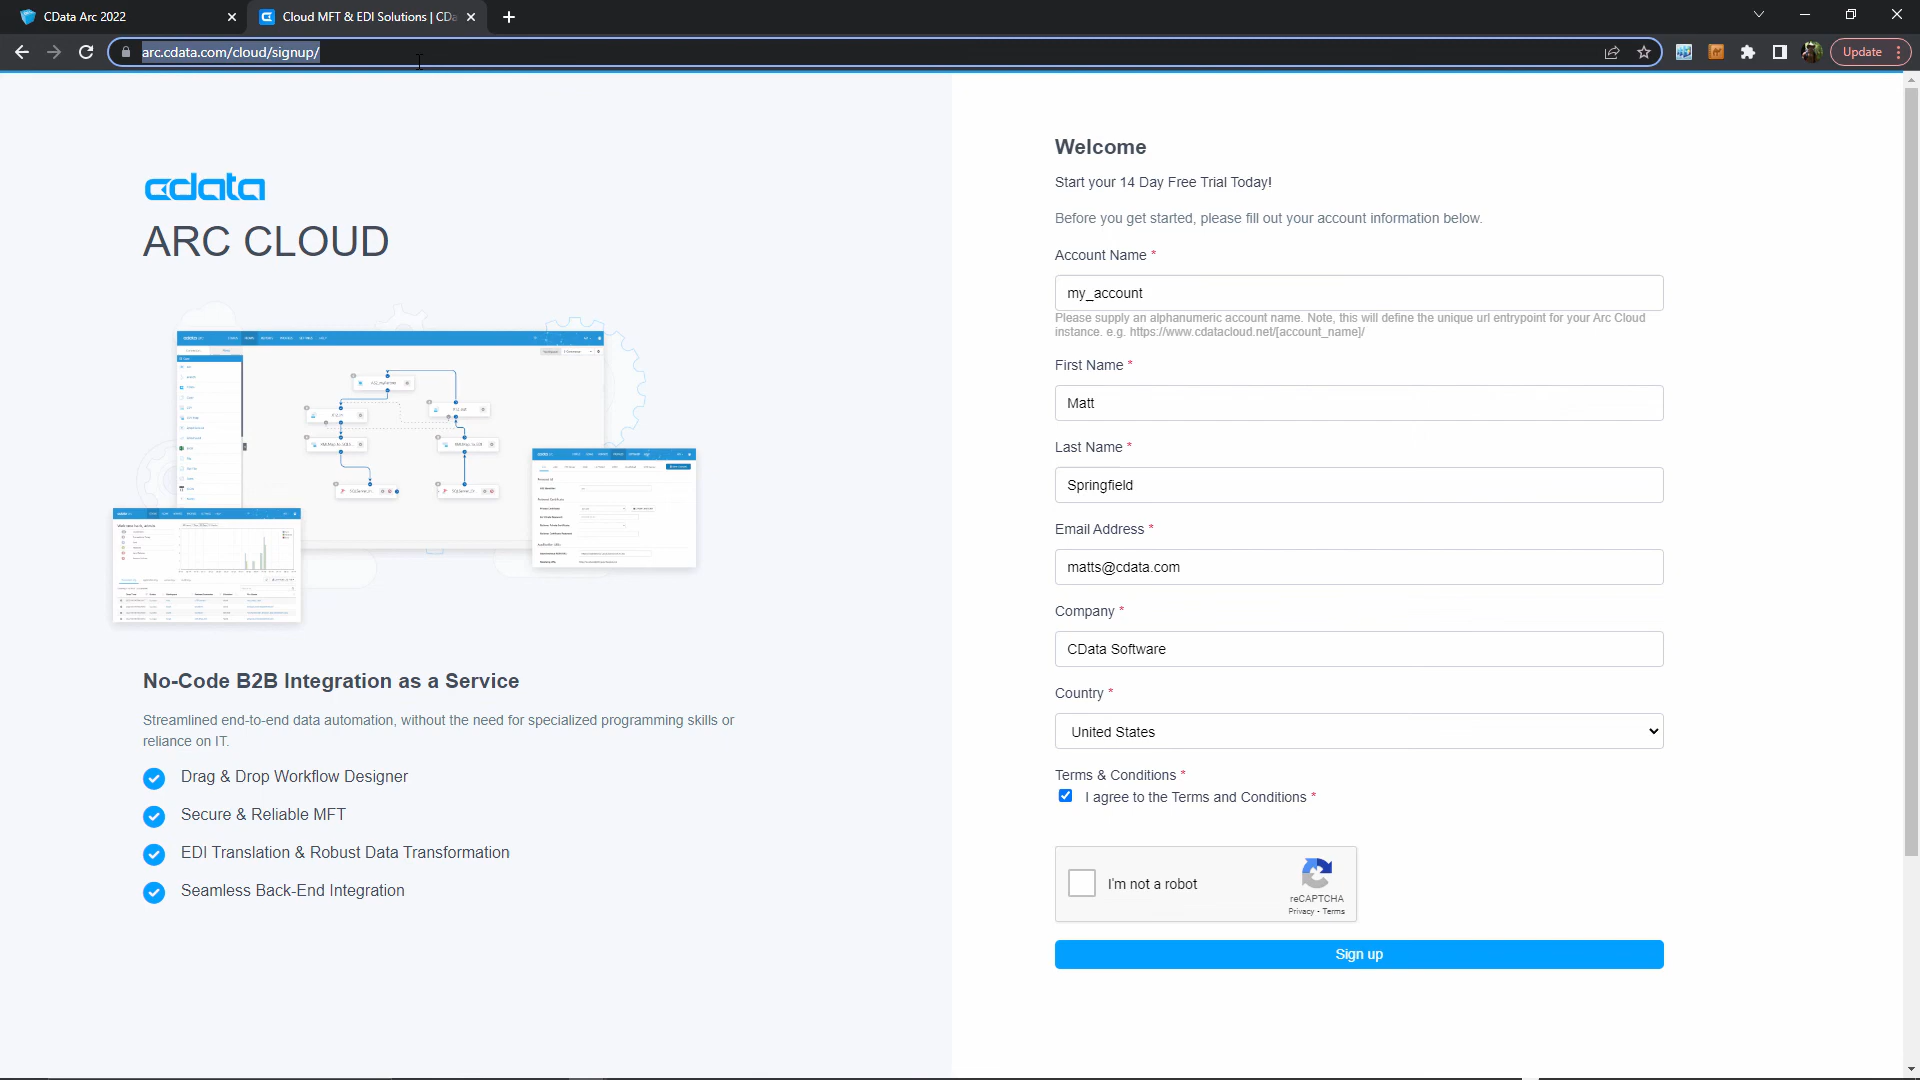 CData Arc 2022
Cloud MFT & EDI Solutions | CDa
Update
arc.cdata.com/cloud/signup/
cdata
ARC CLOUD
No-Code B2B Integration as a Service
Streamlined end-to-end data automation, without the need for specialized programming skills or
reliance on IT.
Drag & Drop Workflow Designer
Secure & Reliable MFT
EDI Translation & Robust Data Transformation
Seamless Back-End Integration
Welcome
Start your 14 Day Free Trial Today!
Before you get started, please fill out your account information below.
Account Name *
my_account
Please supply an alphanumeric account name. Note, this will define the unique url entrypoint for your Arc Cloud
instance. e.g. https://www.cdatacloud.net/[account_name]/
First Name *
Matt
Last Name *
Springfield
Email Address *
matts@cdata.com
Company *
CData Software
Country *
United States
Terms & Conditions *
I agree to the Terms and Conditions *
I'm not a robot
reCAPTCHA
Privacy - Terms
Sign up